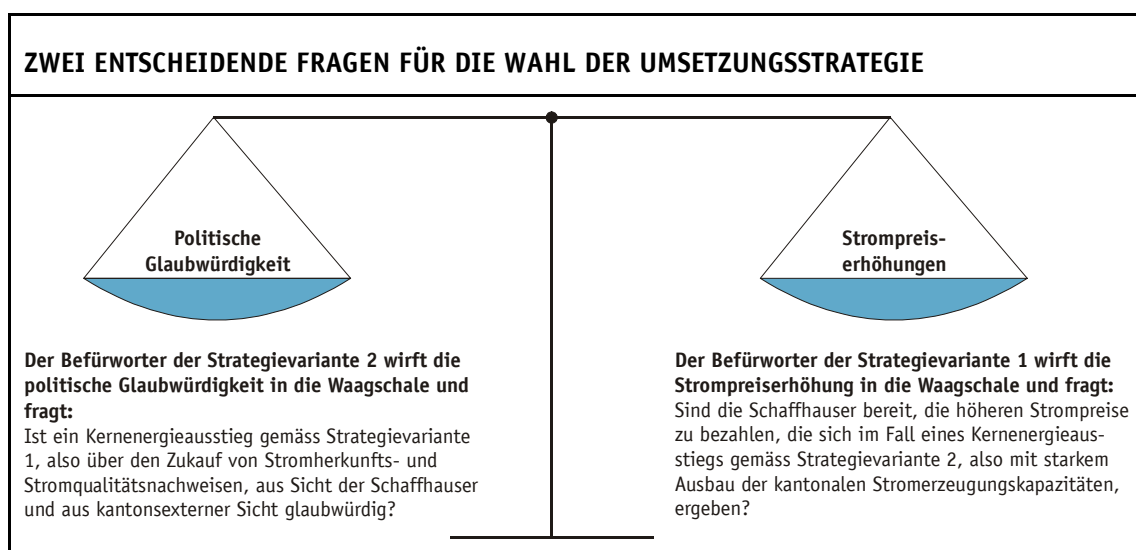 ZWEI ENTSCHEIDENDE FRAGEN FÜR DIE WAHL DER UMSETZUNGSSTRATEGIE
Politische
Glaubwürdigkeit
Der Befürworter der Strategievariante 2 wirft die
politische Glaubwürdigkeit in die Waagschale und
fragt:
Ist ein Kernenergieausstieg gemäss Strategievariante
1, also über den Zukauf von Stromherkunfts- und
Stromqualitätsnachweisen, aus Sicht der Schaffhauser
und aus kantonsexterner Sicht glaubwürdig?
Strompreis-
erhöhungen
Der Befürworter der Strategievariante 1 wirft die
Strompreiserhöhung in die Waagschale und fragt:
Sind die Schaffhauser bereit, die höheren Strompreise
zu bezahlen, die sich im Fall eines Kernenergieaus-
stiegs gemäss Strategievariante 2, also mit starkem
Ausbau der kantonalen Stromerzeugungskapazitäten,
ergeben?